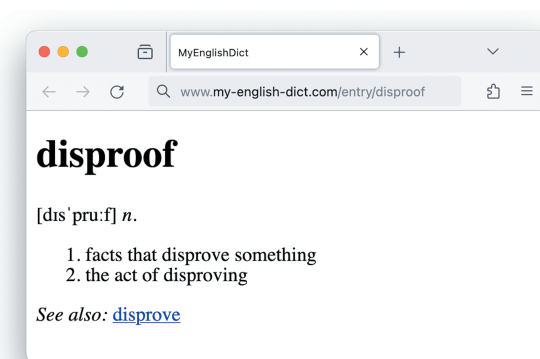 MyEnglishDict
www.my-english-dict.com/entry/disproof
disproof
[dɪsˈpruːf] n.
1. facts that disprove something
2. the act of disproving
See also: disprove